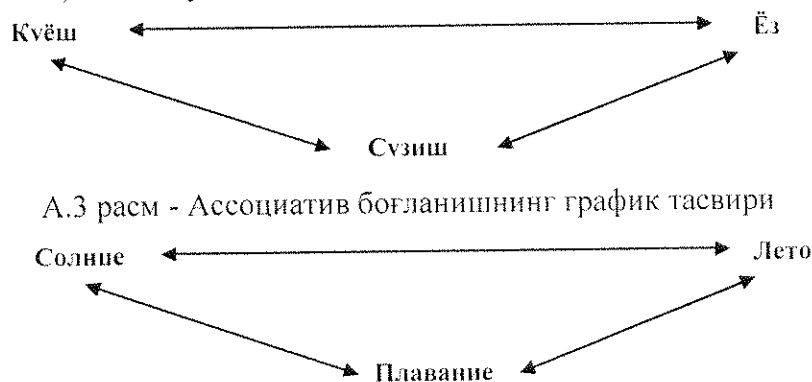 Қуёш Ёз
Сузиш
А.3 расм - Ассоциатив боғланишнинг график тасвири
Солнце Лето
Плавание